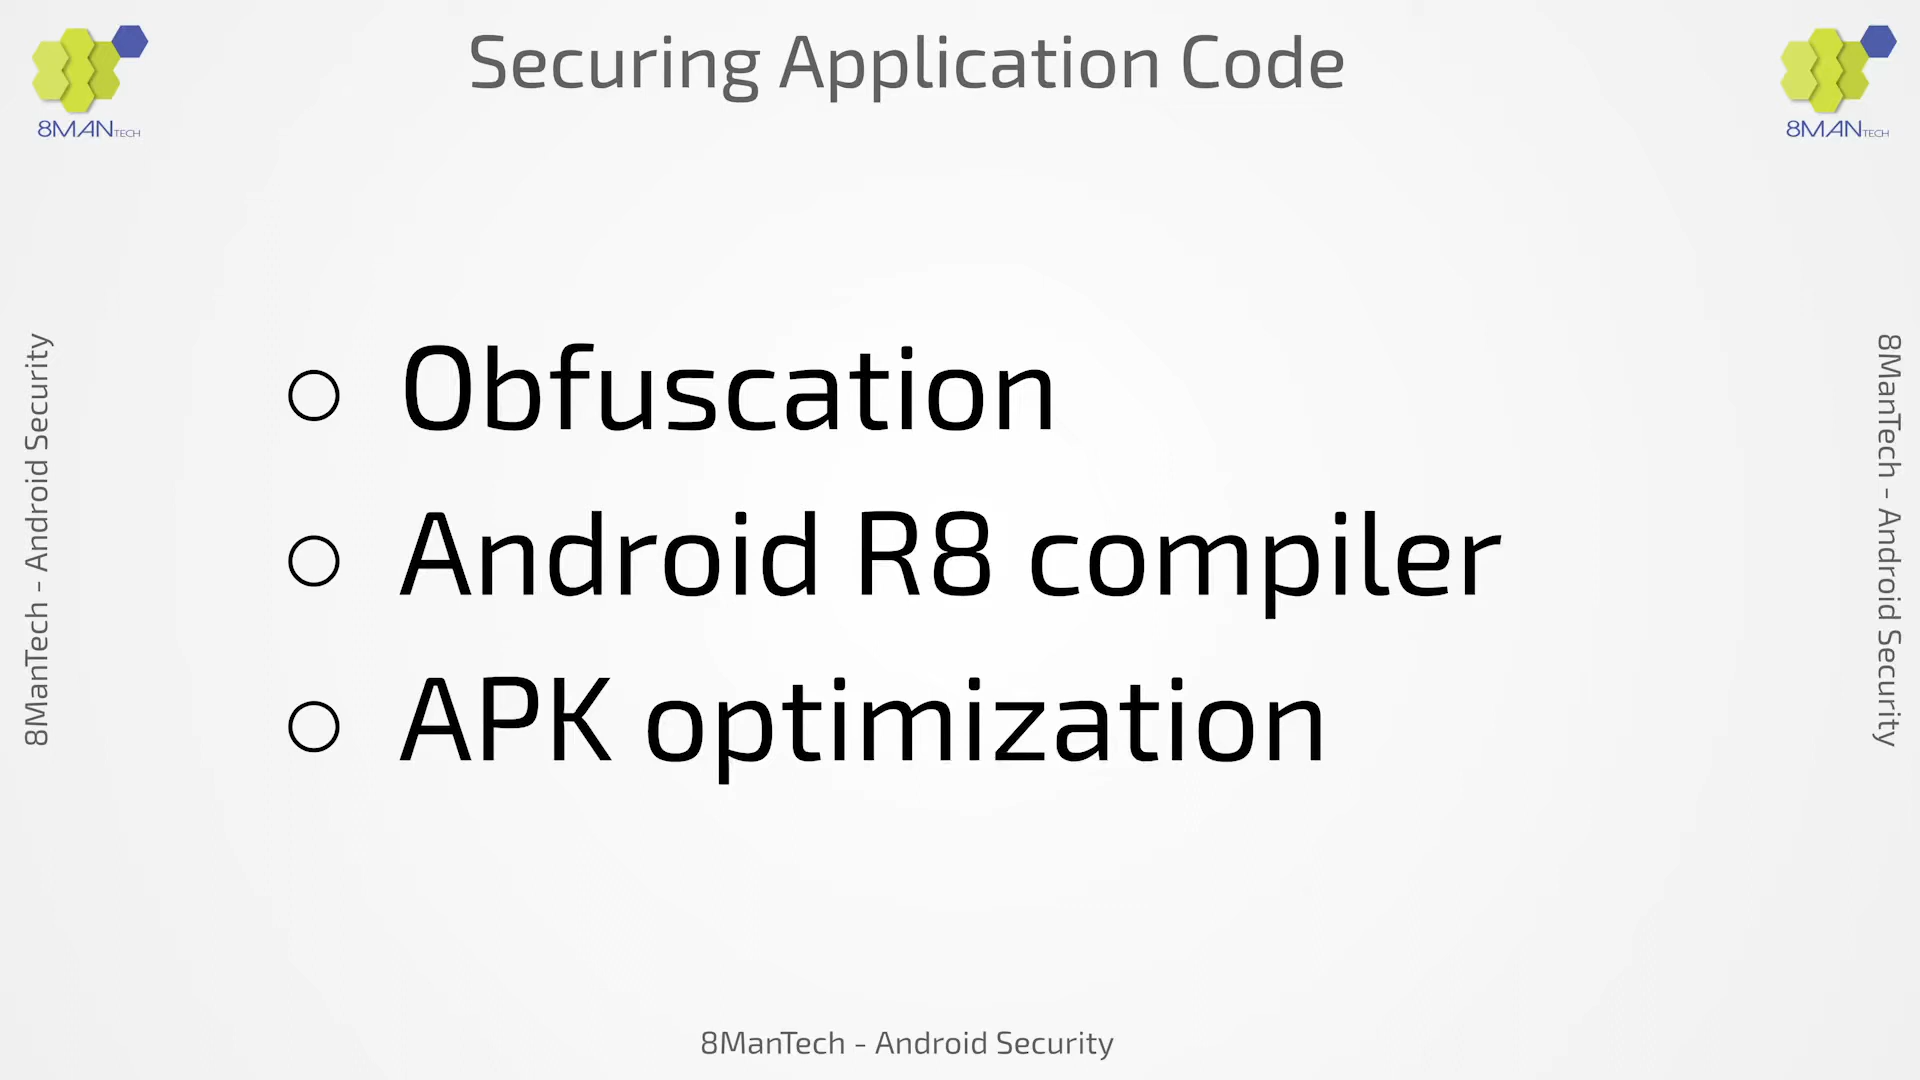 Securing Application Code
8MANTECH
8MANTECH
Obfuscation
Android R8 compiler
APK optimization
8ManTech - Android Security
8ManTech - Android Security
8ManTech - Android Security